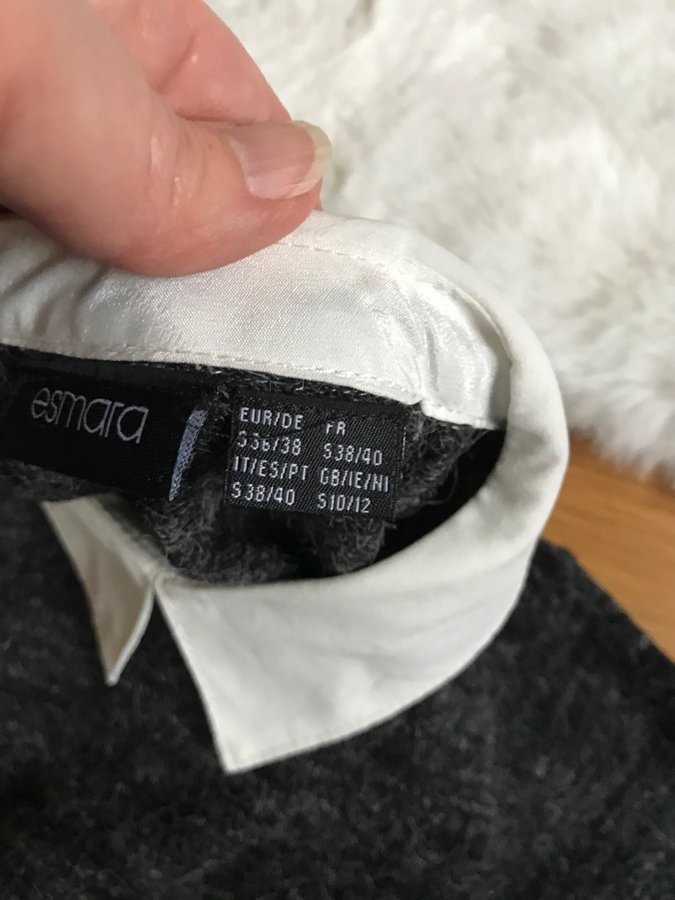 esmara
EUR/DE FR
S36/38 S38/40
IT/ES/PT GB/IE/NI
S38/40 S10/12